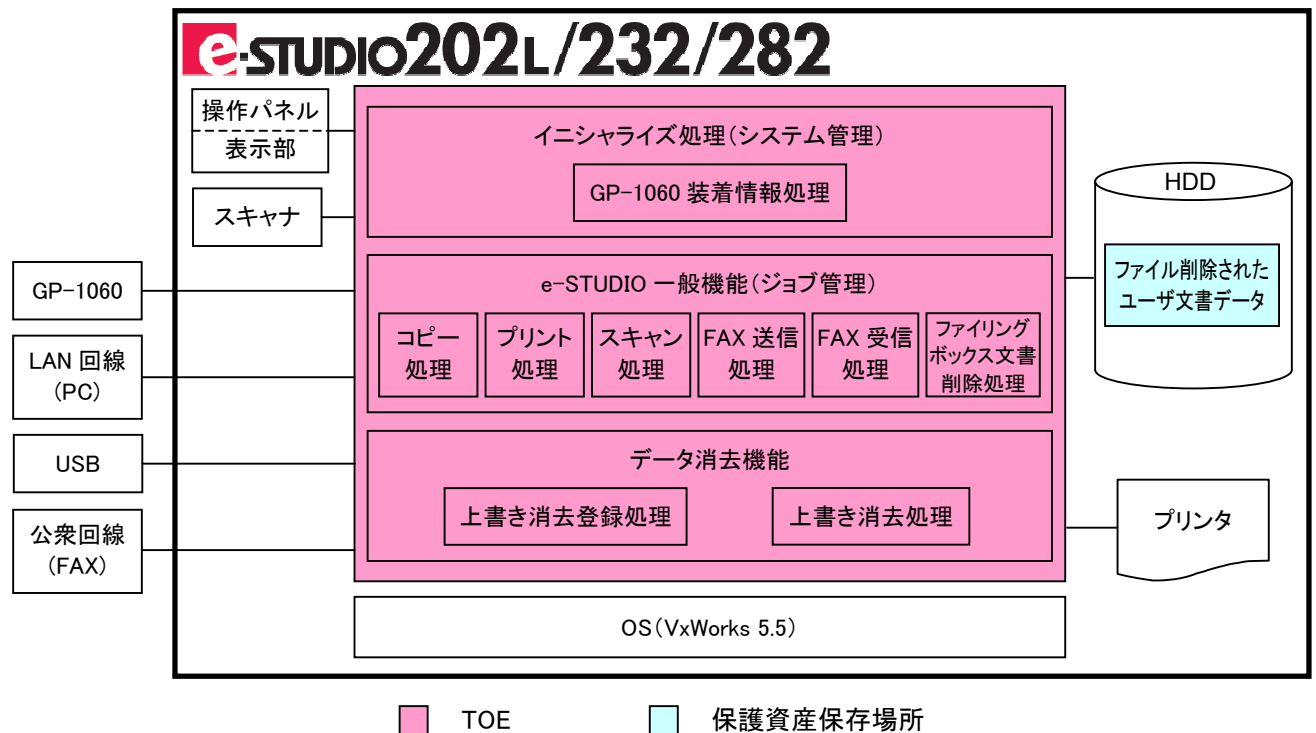 e-STUDIO202L/232/282
操作パネル
表示部
スキャナ
GP-1060
LAN 回線
(PC)
USB
公衆回線
(FAX)
イニシャライズ処理(システム管理)
GP-1060 装着情報処理
e-STUDIO 一般機能(ジョブ管理)
コピー
処理
プリント
処理
スキャン
処理
FAX 送信
処理
FAX 受信
処理
ファイリング
ボックス文書
削除処理
データ消去機能
上書き消去登録処理
上書き消去処理
OS(VxWorks 5.5)
HDD
ファイル削除された
ユーザ文書データ
プリンタ
TOE
保護資産保存場所